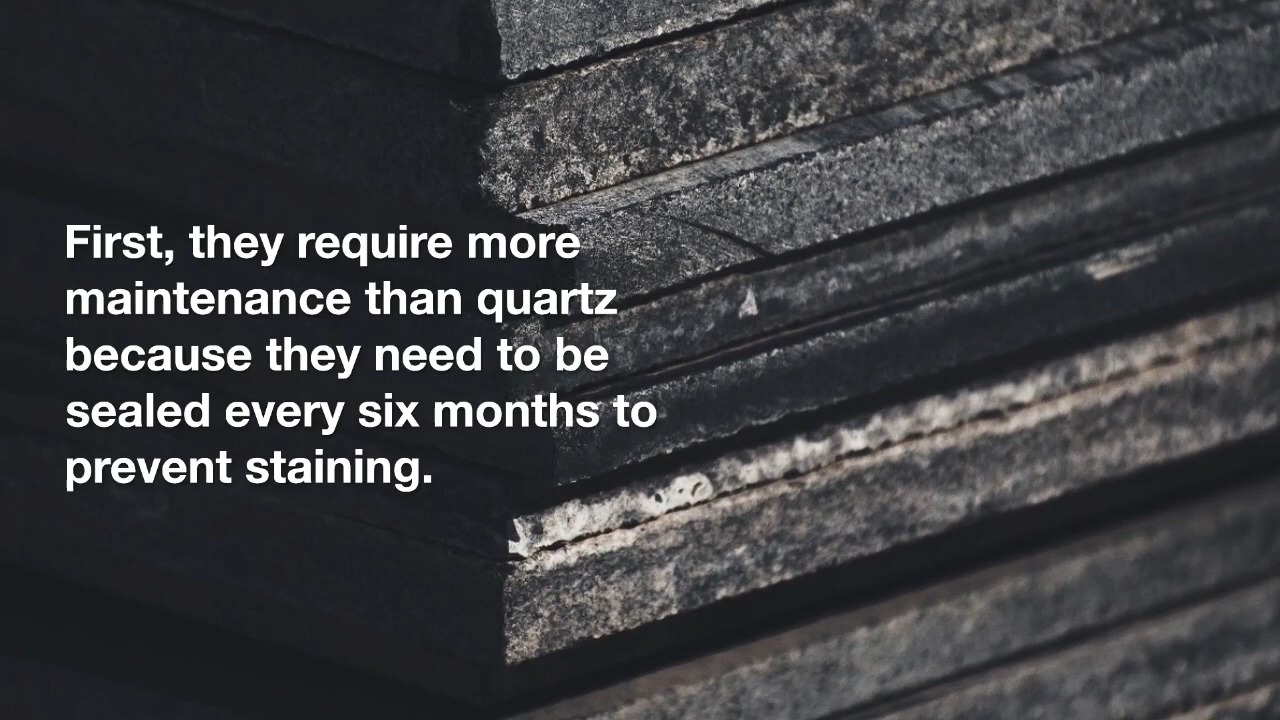 First, they require more
maintenance than quartz
because they need to be
sealed every six months to
prevent staining.